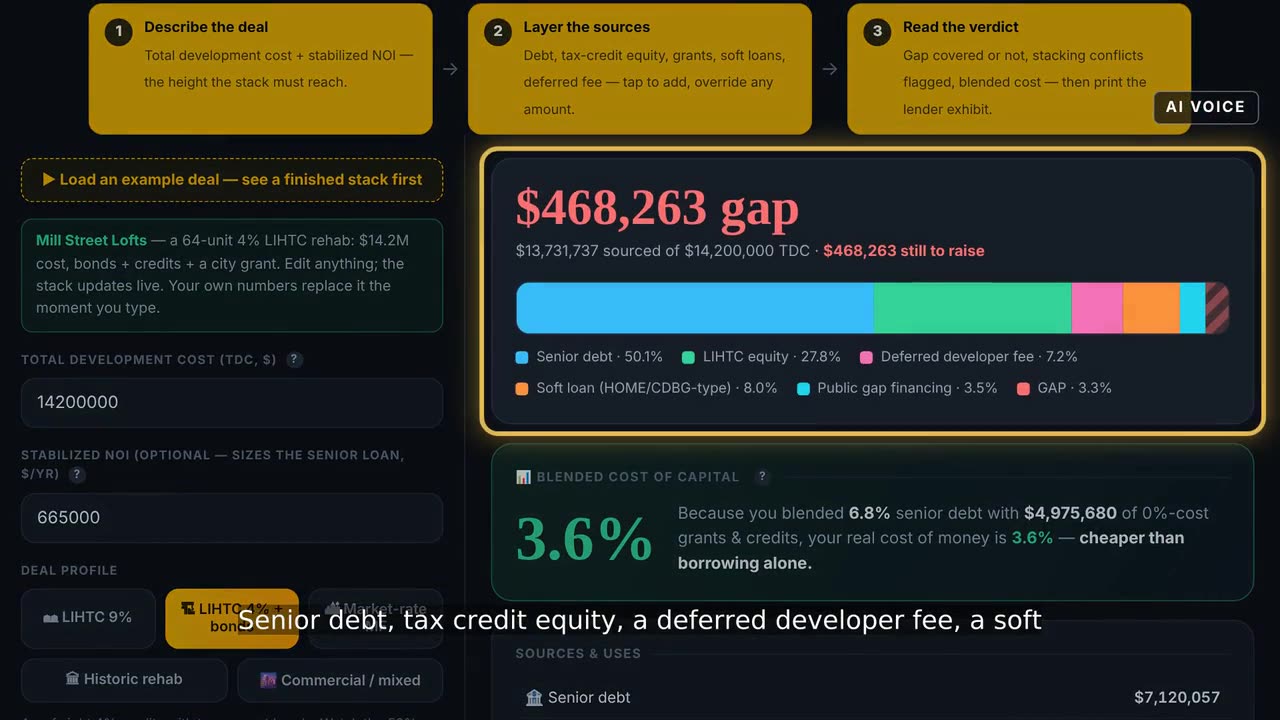 1 Describe the deal
Total development cost + stabilized NOI —
the height the stack must reach.
→
2 Layer the sources
Debt, tax-credit equity, grants, soft loans,
deferred fee — tap to add, override any
amount.
→
3 Read the verdict
Gap covered or not, stacking conflicts
flagged, blended cost — then print the
lender exhibit.
AI VOICE
▶ Load an example deal — see a finished stack first
Mill Street Lofts — a 64-unit 4% LIHTC rehab: $14.2M
cost, bonds + credits + a city grant. Edit anything; the
stack updates live. Your own numbers replace it the
moment you type.
TOTAL DEVELOPMENT COST (TDC, $) ?
14200000
STABILIZED NOI (OPTIONAL — SIZES THE SENIOR LOAN,
$/YR) ?
665000
DEAL PROFILE
LIHTC 9%
LIHTC 4% +
bonds
Market-rate
Historic rehab
Commercial / mixed
$468,263 gap
$13,731,737 sourced of $14,200,000 TDC · $468,263 still to raise
Senior debt · 50.1% LIHTC equity · 27.8% Deferred developer fee · 7.2%
Soft loan (HOME/CDBG-type) · 8.0% Public gap financing · 3.5% GAP · 3.3%
BLENDED COST OF CAPITAL ?
3.6%
Because you blended 6.8% senior debt with $4,975,680 of 0%-cost
grants & credits, your real cost of money is 3.6% — cheaper than
borrowing alone.
Senior debt, tax credit equity, a deferred developer fee, a soft
SOURCES & USES
Senior debt $7,120,057